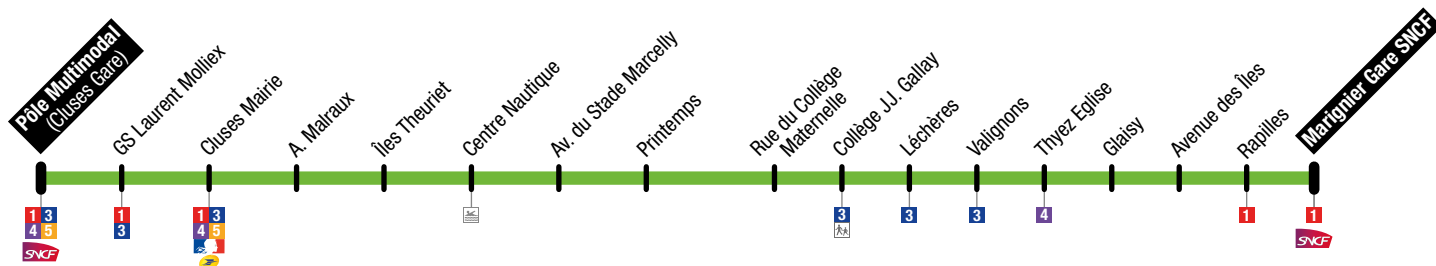 Pôle Multimodal
(Cluses Gare)
GS Laurent Molliex
Cluses Mairie
A. Malraux
Îles Theuriet
Centre Nautique
Av. du Stade Marcelly
Printemps
Rue du Collège
Maternelle
Collège JJ. Gallay
Léchères
Valignons
Thyez Eglise
Glaisy
Avenue des Îles
Rapilles
Marignier Gare SNCF
1 3
4 5
SNCF
1
3
1 3
4 5
3
3
3
4
1
1
SNCF